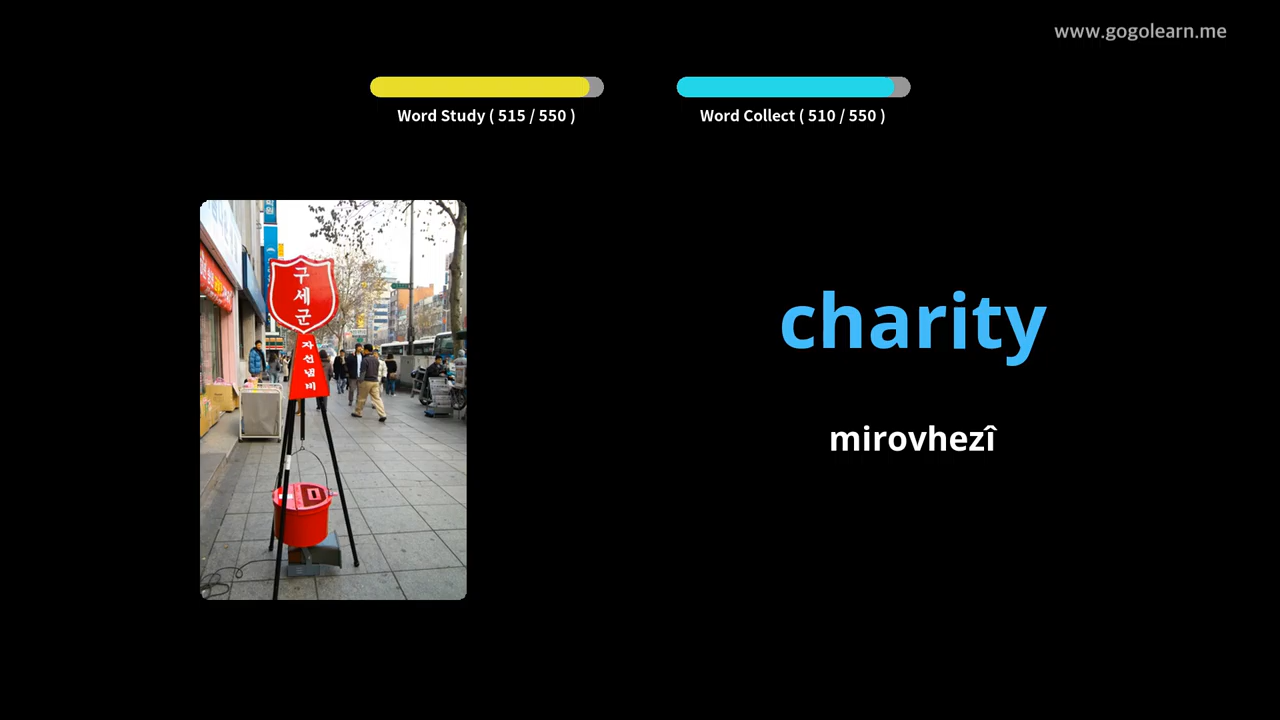 www.gogolearn.me
Word Study ( 515 / 550 )
Word Collect ( 510 / 550 )
구세군
자선냄비
charity
mirovhezî